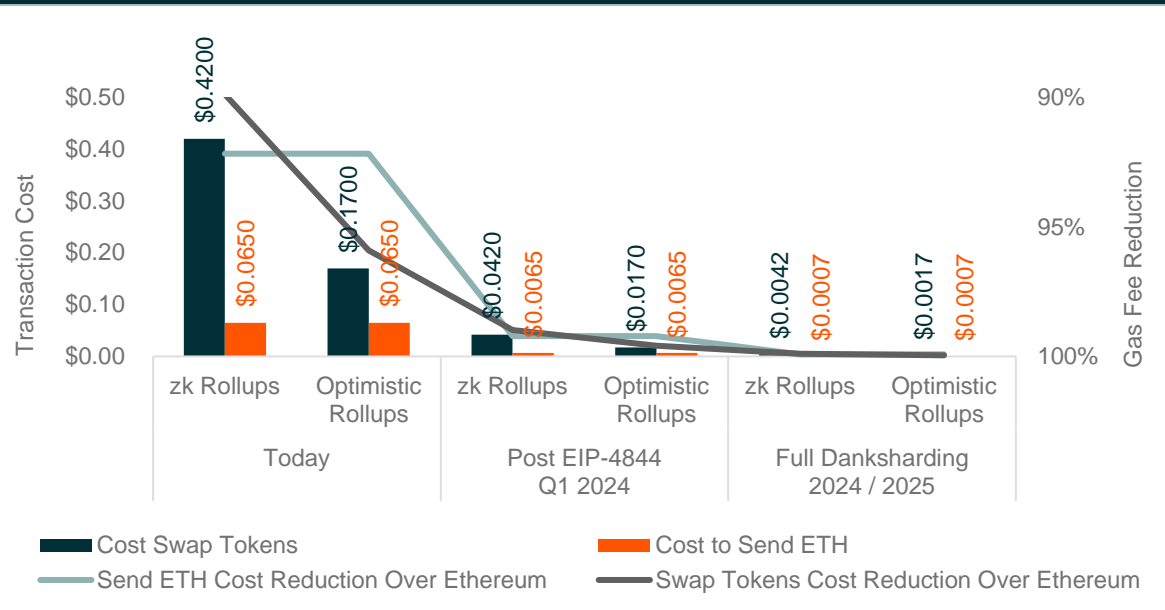 $0.50
$0.40
$0.30
$0.20
$0.10
$0.00
Transaction Cost
$0.4200
$0.0650
$0.1700
$0.0650
$0.0420
$0.0065
$0.0170
$0.0065
$0.0042
$0.0007
$0.0017
$0.0007
90%
95%
100%
Gas Fee Reduction
zk Rollups
Optimistic
Rollups
zk Rollups
Optimistic
Rollups
zk Rollups
Optimistic
Rollups
Today
Post EIP-4844
Q1 2024
Full Danksharding
2024 / 2025
Cost Swap Tokens
Cost to Send ETH
Send ETH Cost Reduction Over Ethereum
Swap Tokens Cost Reduction Over Ethereum